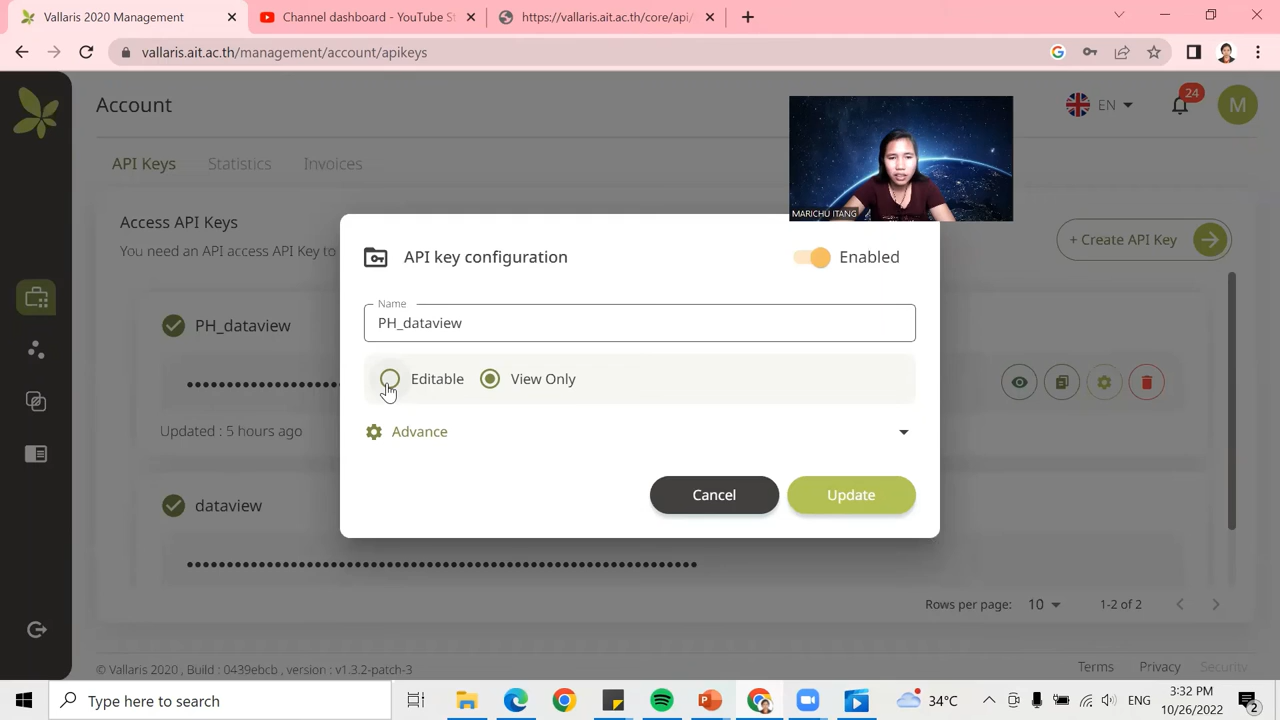 Vallaris 2020 Management
Channel dashboard - YouTube St
https://vallaris.ait.ac.th/core/api/
vallaris.ait.ac.th/management/account/apikeys
Account
EN
24
M
API Keys
Statistics
Invoices
MARICHU ITANG
Access API Keys
You need an API access API Key to
+ Create API Key
API key configuration
Enabled
Name
PH_dataview
Editable
View Only
Advance
Cancel
Update
PH_dataview
Updated : 5 hours ago
dataview
Rows per page: 10 1-2 of 2
© Vallaris 2020 , Build : 0439ebcb , version : v1.3.2-patch-3
Terms Privacy Security
Type here to search
34°C
ENG
3:32 PM
10/26/2022
2